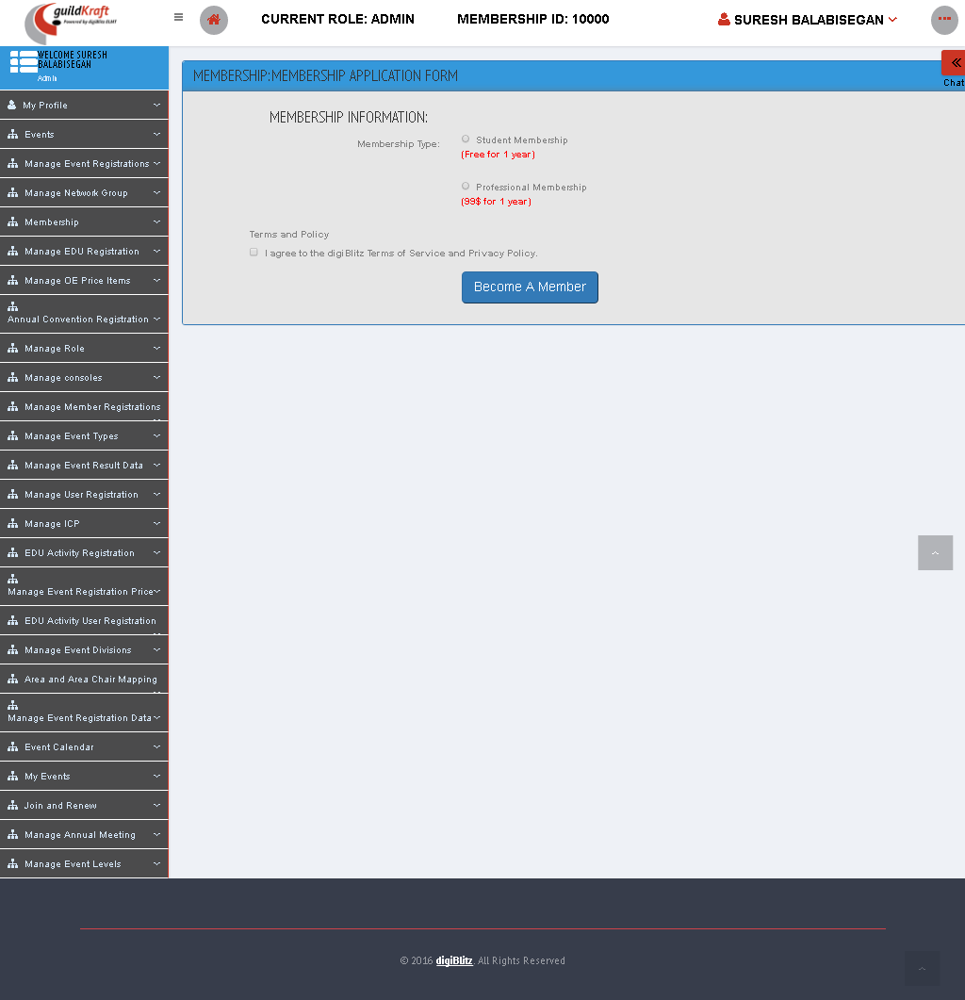 guildKraft
Powered by digiBlitz ELMT
CURRENT ROLE: ADMIN
MEMBERSHIP ID: 10000
SURESH BALABISEGAN
WELCOME SURESH
BALABISEGAN
Admin
Chat
My Profile
Events
Manage Event Registrations
Manage Network Group
Membership
Manage EDU Registration
Manage OE Price Items
Annual Convention Registration
Manage Role
Manage consoles
Manage Member Registrations
Manage Event Types
Manage Event Result Data
Manage User Registration
Manage ICP
EDU Activity Registration
Manage Event Registration Price
EDU Activity User Registration
Manage Event Divisions
Area and Area Chair Mapping
Manage Event Registration Data
Event Calendar
My Events
Join and Renew
Manage Annual Meeting
Manage Event Levels
MEMBERSHIP:MEMBERSHIP APPLICATION FORM
MEMBERSHIP INFORMATION:
Membership Type:
Student Membership
(Free for 1 year)
Professional Membership
(99$ for 1 year)
Terms and Policy
I agree to the digiBlitz Terms of Service and Privacy Policy.
Become A Member
© 2016 digiBlitz. All Rights Reserved